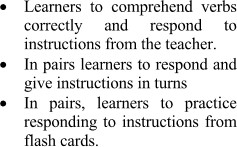 • Learners to comprehend verbs
correctly and respond to
instructions from the teacher.
• In pairs learners to respond and
give instructions in turns
• In pairs, learners to practice
responding to instructions from
flash cards.